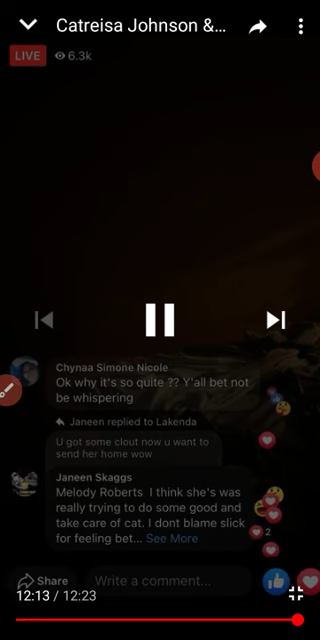 Catreisa Johnson &...
LIVE 6.3k
Chynaa Simone Nicole
Ok why it's so quite ?? Y'all bet not
be whispering
Janeen replied to Lakenda
U got some clout now u want to
send her home wow
Janeen Skaggs
Melody Roberts I think she's was
really trying to do some good and
take care of cat. I dont blame slick
for feeling bet... See More
2
Share Write a comment...
12:13 / 12:23